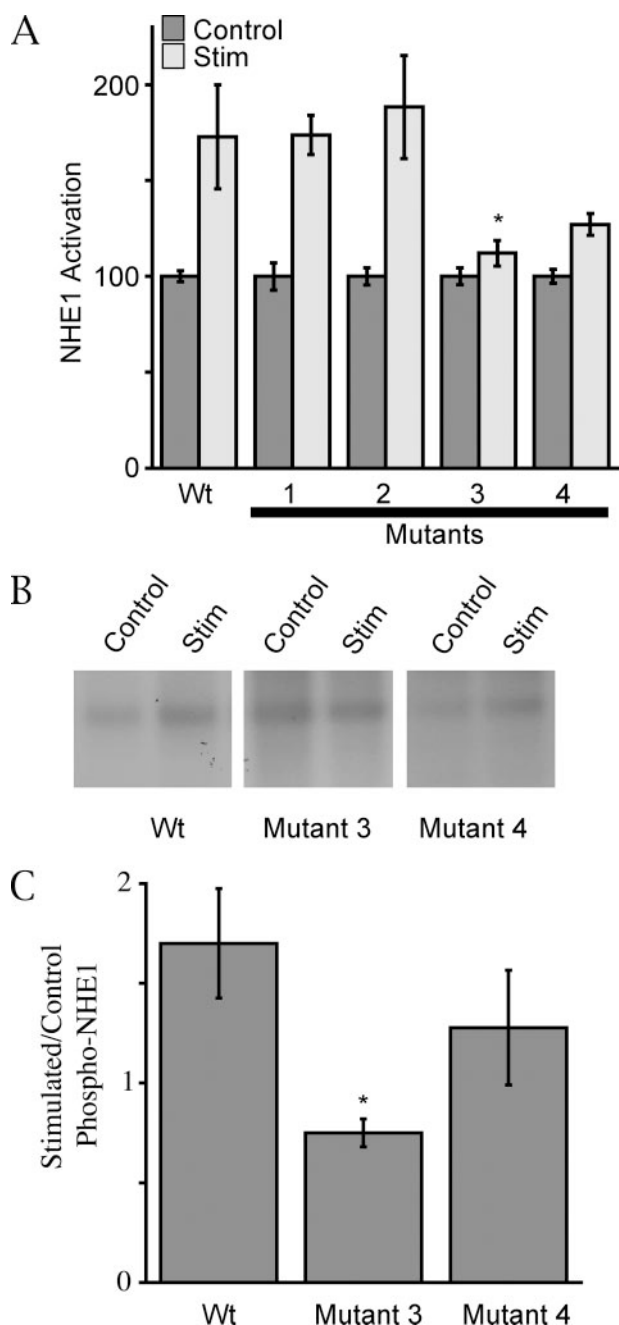 A
Control
Stim
200
100
0
NHE1 Activation
*
Wt
1
2
3
4
Mutants
B
Control
Stim
Control
Stim
Control
Stim
Wt
Mutant 3
Mutant 4
C
2
1
0
Stimulated/Control
Phospho-NHE1
*
Wt
Mutant 3
Mutant 4